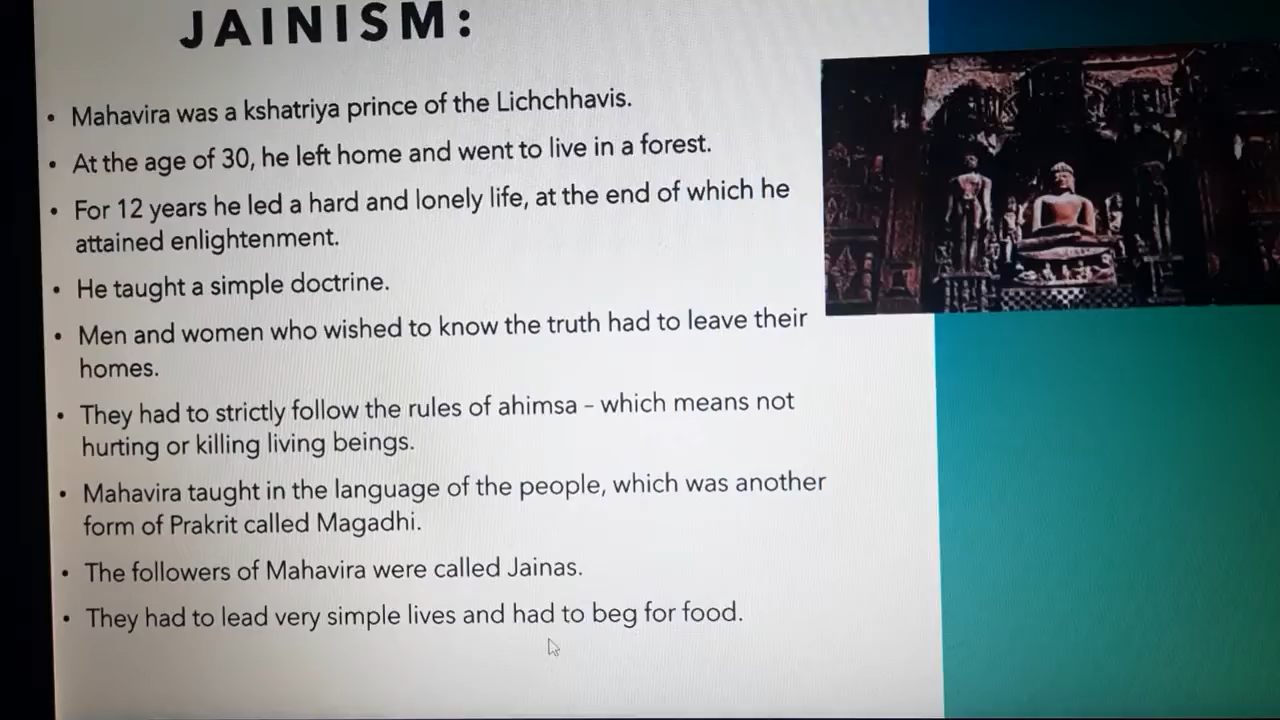 JAINISM:
• Mahavira was a kshatriya prince of the Lichchhavis.
• At the age of 30, he left home and went to live in a forest.
• For 12 years he led a hard and lonely life, at the end of which he
attained enlightenment.
• He taught a simple doctrine.
• Men and women who wished to know the truth had to leave their
homes.
• They had to strictly follow the rules of ahimsa – which means not
hurting or killing living beings.
• Mahavira taught in the language of the people, which was another
form of Prakrit called Magadhi.
• The followers of Mahavira were called Jainas.
• They had to lead very simple lives and had to beg for food.